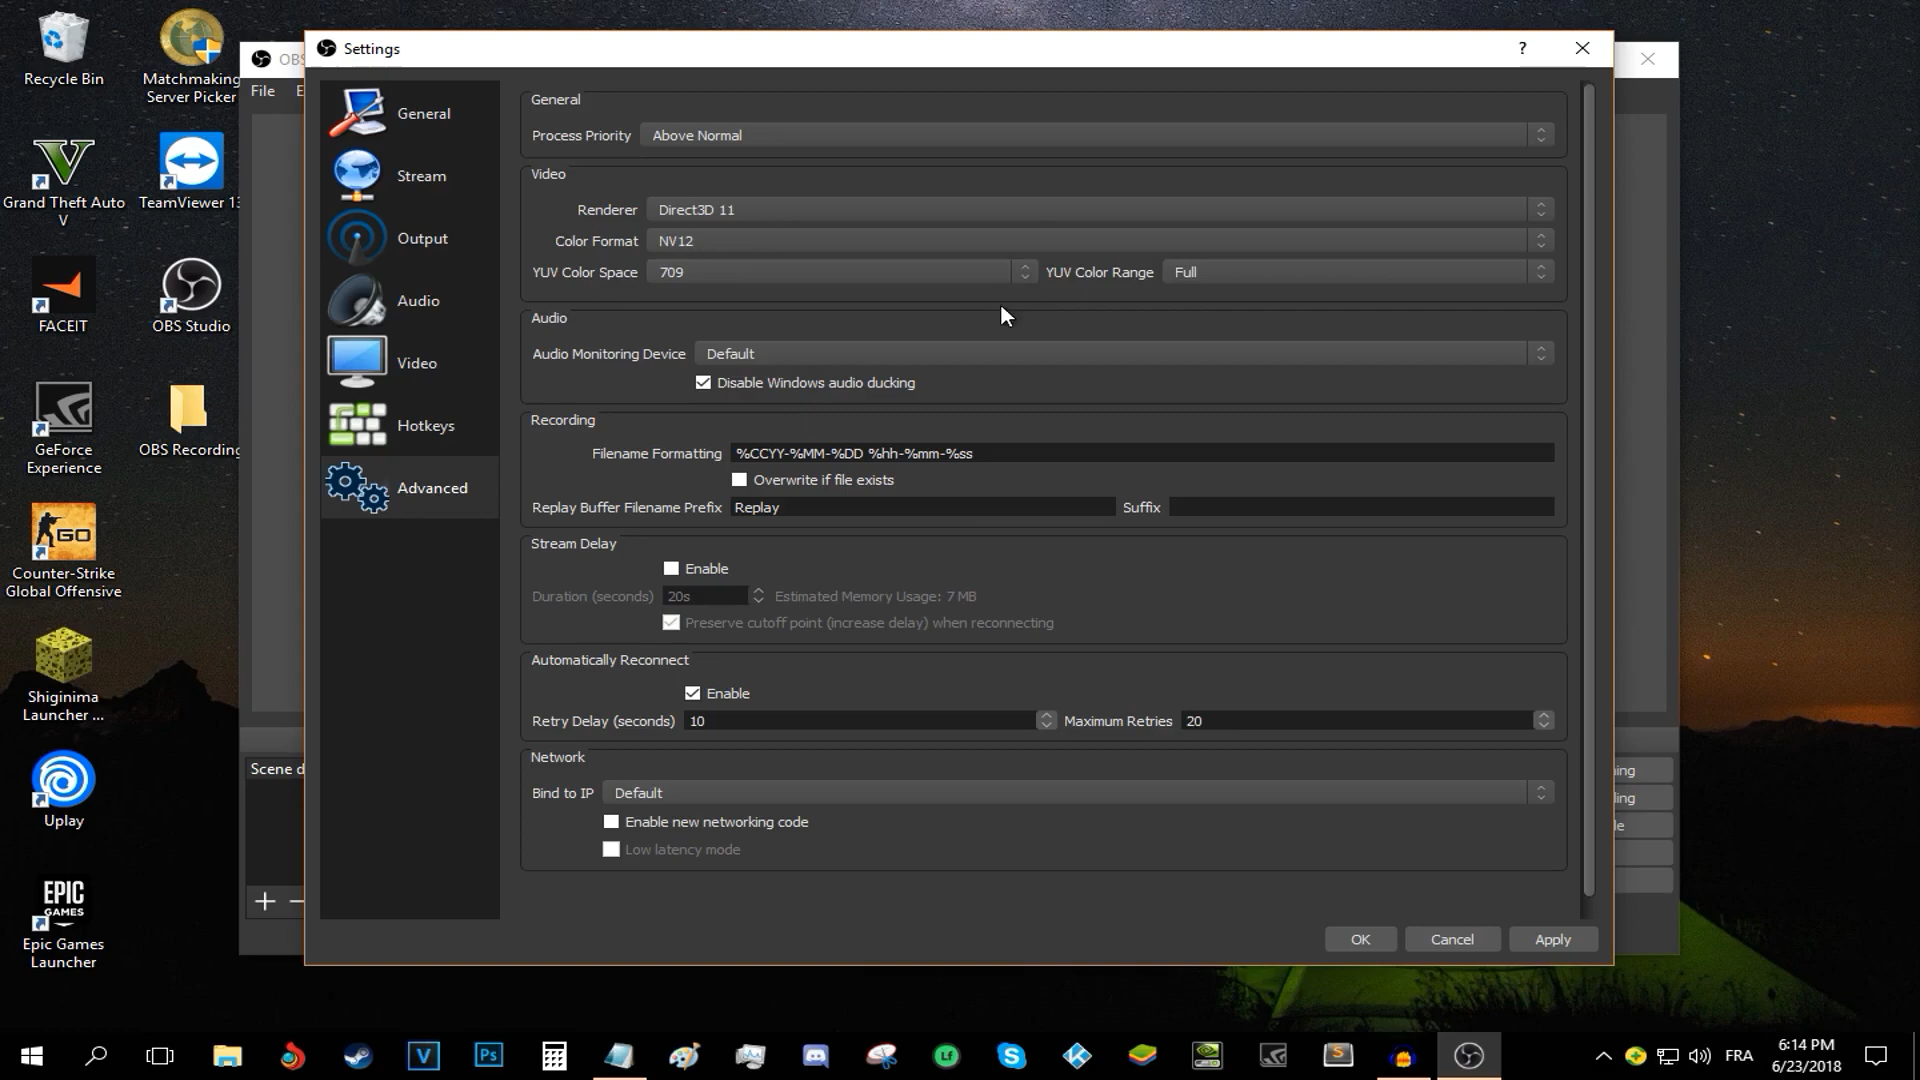 Recycle Bin
Matchmaking
Server Picker
Grand Theft Auto
V
TeamViewer 13
FACEIT
OBS Studio
GeForce
Experience
OBS Recording
GO
Counter-Strike
Global Offensive
Shiginima
Launcher ...
Uplay
EPIC
GAMES
Epic Games
Launcher
OBS
File
E
Scene d
Settings
?
General
Stream
Output
Audio
Video
Hotkeys
Advanced
General
Process Priority Above Normal
Video
Renderer Direct3D 11
Color Format NV12
YUV Color Space 709 YUV Color Range Full
Audio
Audio Monitoring Device Default
Disable Windows audio ducking
Recording
Filename Formatting %CCYY-%MM-%DD %hh-%mm-%ss
Overwrite if file exists
Replay Buffer Filename Prefix Replay Suffix
Stream Delay
Enable
Duration (seconds) 20s Estimated Memory Usage: 7 MB
Preserve cutoff point (increase delay) when reconnecting
Automatically Reconnect
Enable
Retry Delay (seconds) 10 Maximum Retries 20
Network
Bind to IP Default
Enable new networking code
Low latency mode
OK Cancel Apply
ing
ling
le
V
Ps
Lf
S
FRA
6:14 PM
6/23/2018